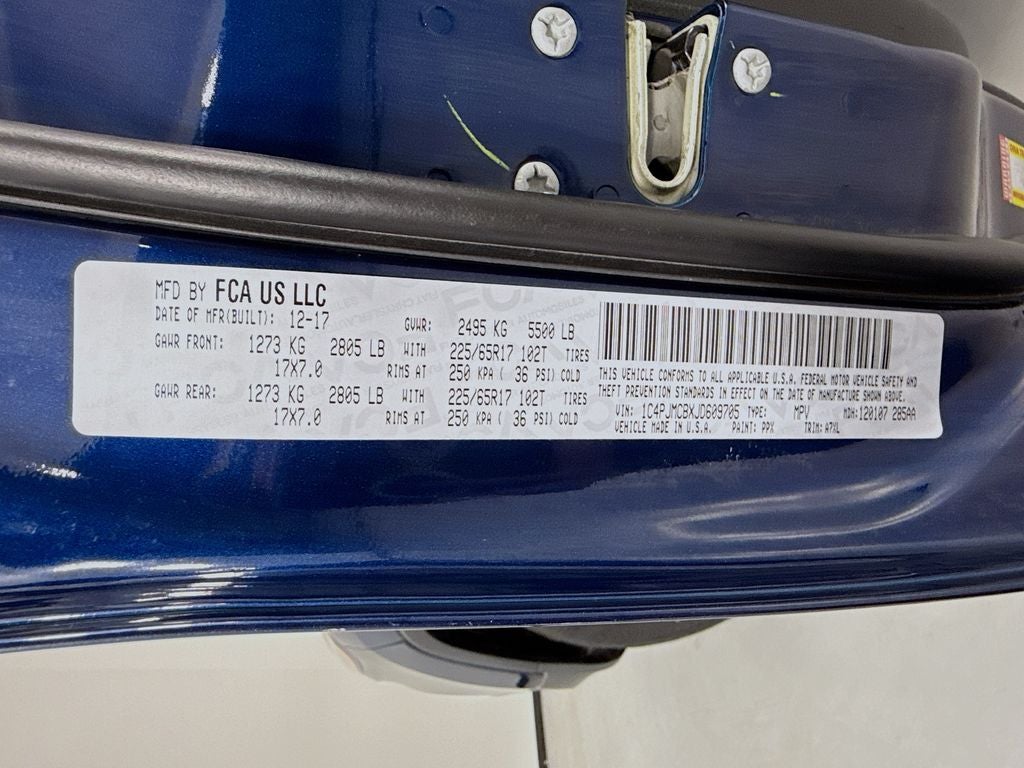 MFD BY FCA US LLC
DATE OF MFR(BUILT): 12-17 GVWR: 2495 KG 5500 LB
GAWR FRONT: 1273 KG 2805 LB WITH 225/65R17 102T TIRES
17X7.0 RIMS AT 250 KPA ( 36 PSI) COLD
GAWR REAR: 1273 KG 2805 LB WITH 225/65R17 102T TIRES
17X7.0 RIMS AT 250 KPA ( 36 PSI) COLD
THIS VEHICLE CONFORMS TO ALL APPLICABLE U.S.A. FEDERAL MOTOR VEHICLE SAFETY AND
THEFT PREVENTION STANDARDS IN EFFECT ON THE DATE OF MANUFACTURE SHOWN ABOVE.
VIN: 1C4PJMCBXJD609705 TYPE: MPV MDH: 120107 285AA
VEHICLE MADE IN U.S.A. PAINT: PPX TRIM: A7XL